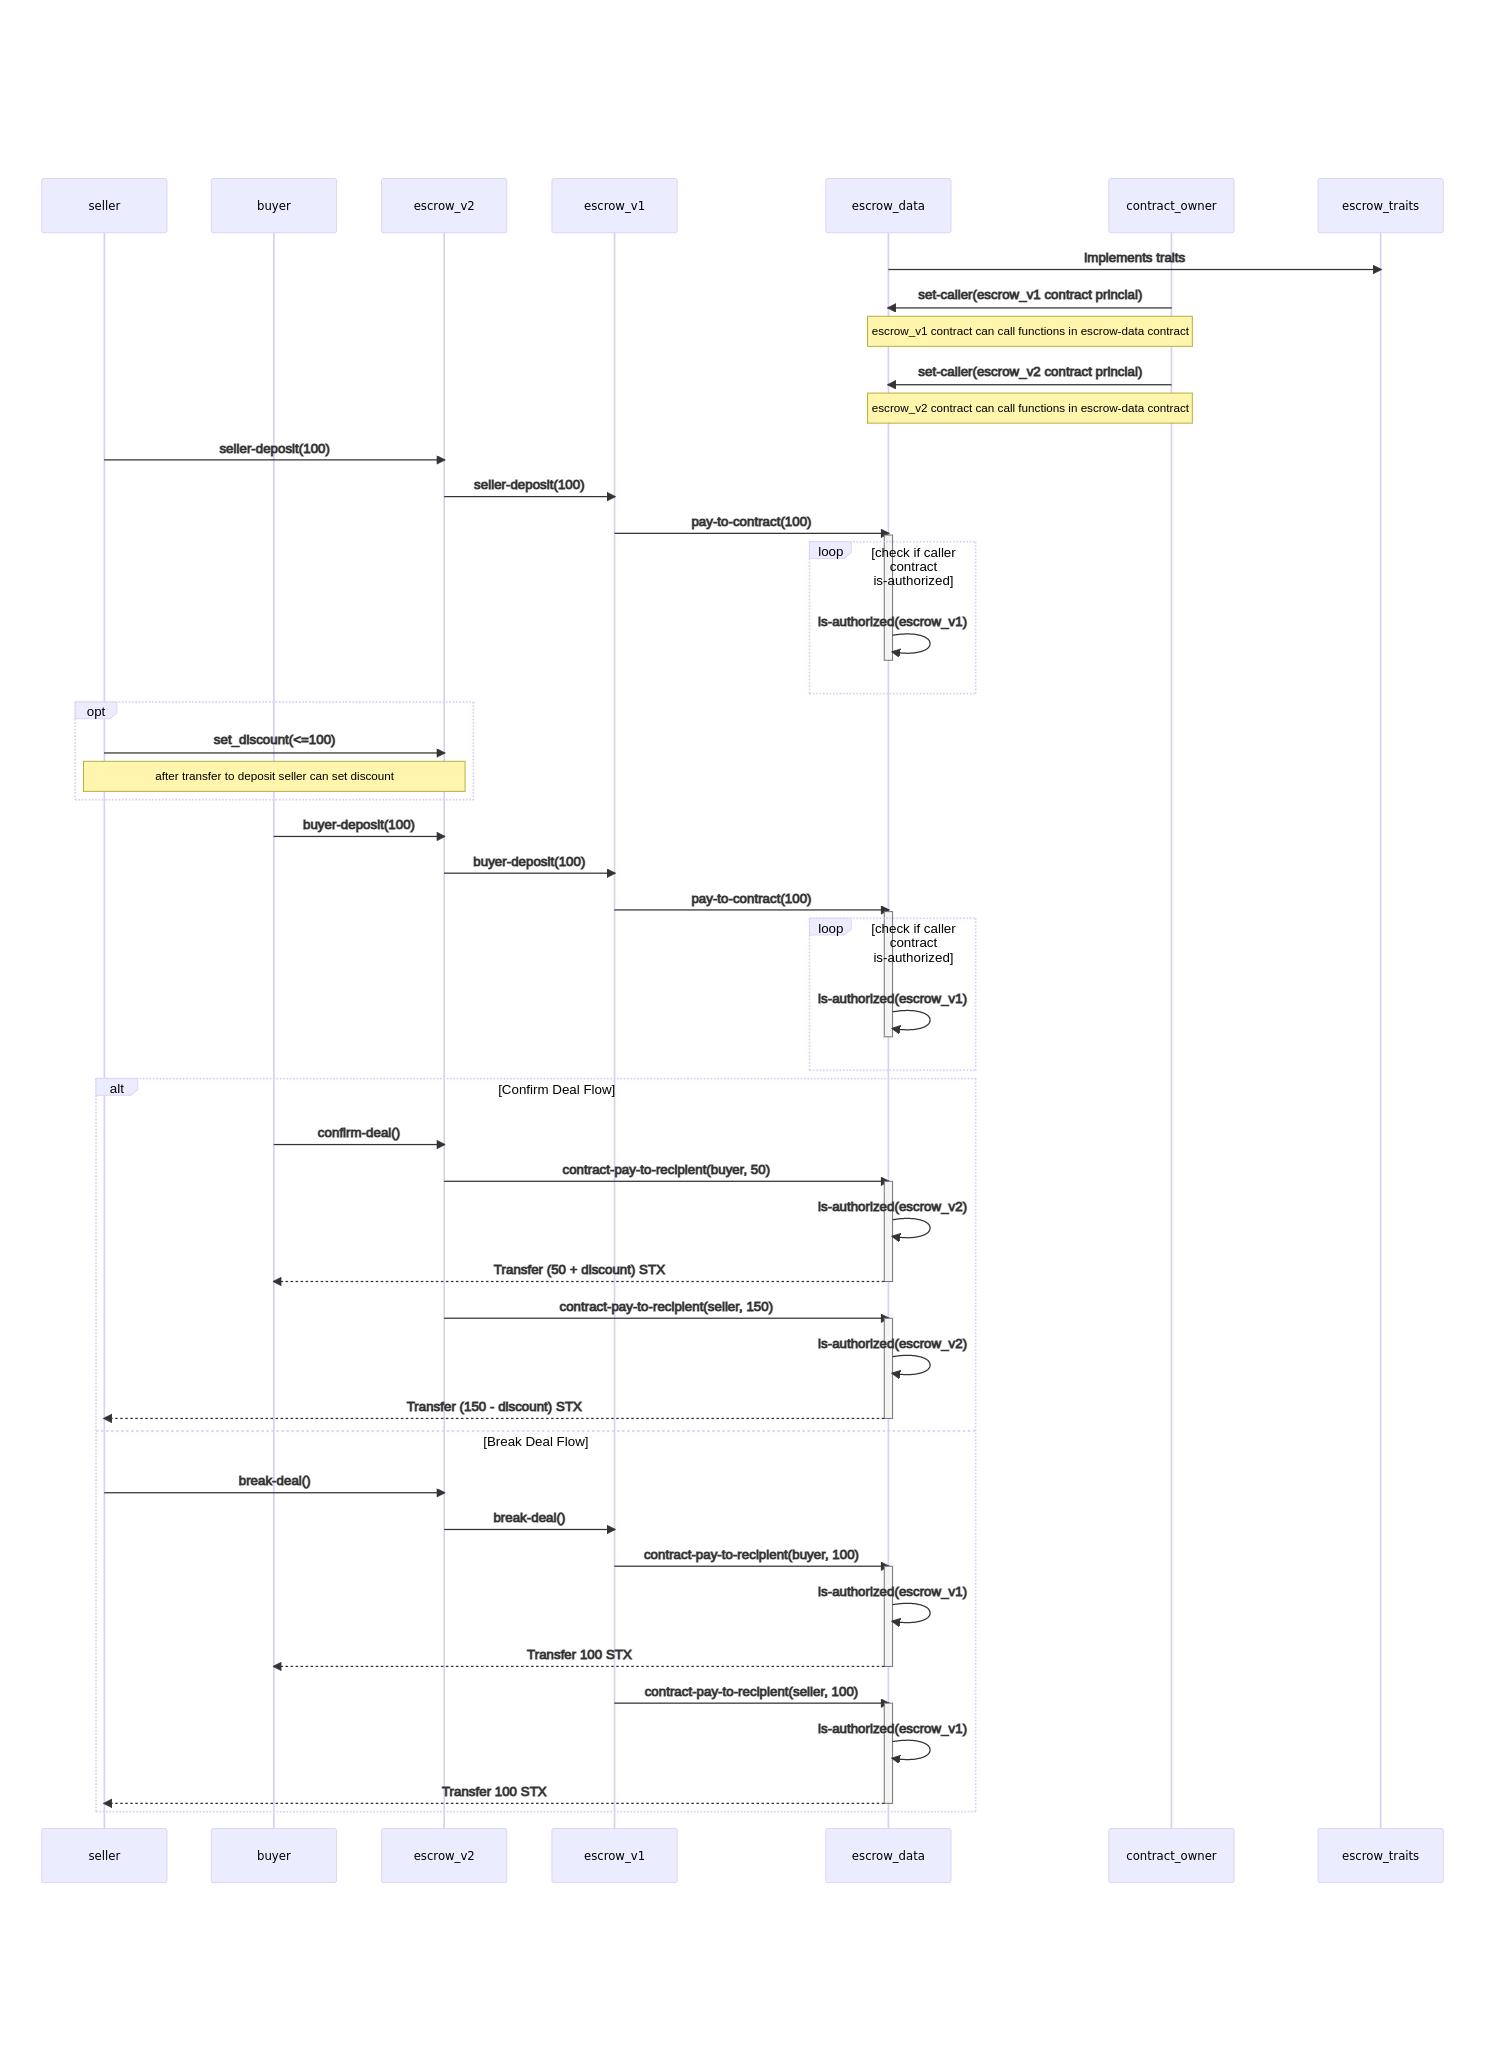 seller
buyer
escrow_v2
escrow_v1
escrow_data
contract_owner
escrow_traits
implements traits
set-caller(escrow_v1 contract princial)
escrow_v1 contract can call functions in escrow-data contract
set-caller(escrow_v2 contract princial)
escrow_v2 contract can call functions in escrow-data contract
seller-deposit(100)
seller-deposit(100)
pay-to-contract(100)
loop
[check if caller
contract
is-authorized]
is-authorized(escrow_v1)
opt
set_discount(<=100)
after transfer to deposit seller can set discount
buyer-deposit(100)
buyer-deposit(100)
pay-to-contract(100)
loop
[check if caller
contract
is-authorized]
is-authorized(escrow_v1)
alt
[Confirm Deal Flow]
confirm-deal()
contract-pay-to-recipient(buyer, 50)
is-authorized(escrow_v2)
Transfer (50 + discount) STX
contract-pay-to-recipient(seller, 150)
is-authorized(escrow_v2)
Transfer (150 - discount) STX
[Break Deal Flow]
break-deal()
break-deal()
contract-pay-to-recipient(buyer, 100)
is-authorized(escrow_v1)
Transfer 100 STX
contract-pay-to-recipient(seller, 100)
is-authorized(escrow_v1)
Transfer 100 STX
seller
buyer
escrow_v2
escrow_v1
escrow_data
contract_owner
escrow_traits